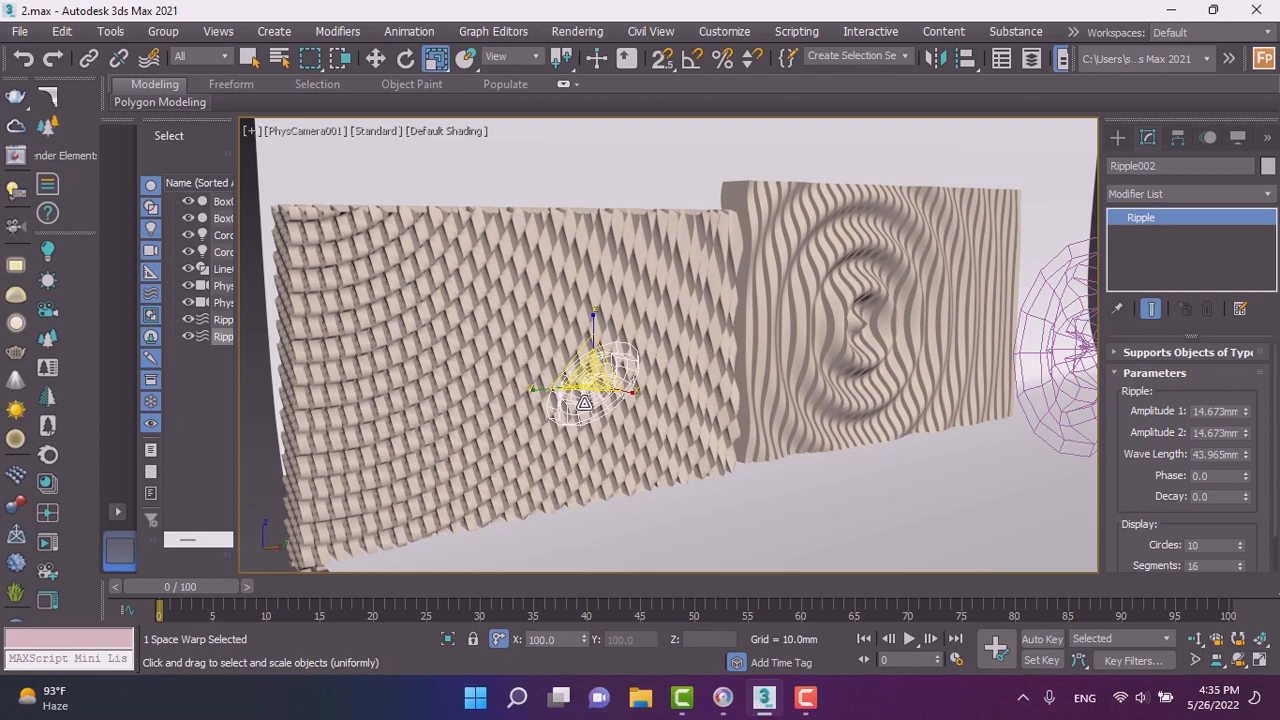 2.max - Autodesk 3ds Max 2021
File Edit Tools Group Views Create Modifiers Animation Graph Editors Rendering Civil View Customize Scripting Interactive Content Substance Workspaces: Default
All View Create Selection Se C:\Users\s...s Max 2021
Modeling Freeform Selection Object Paint Populate
Polygon Modeling
[+] [PhysCamera001] [Standard] [Default Shading]
Select
ender Element
Name (Sorted A
Box0
Box0
Coro
Coro
Line0
Phys
Phys
Ripp
Ripp
Ripple002
Modifier List
Ripple
Supports Objects of Type
Parameters
Ripple:
Amplitude 1: 14.673mm
Amplitude 2: 14.673mm
Wave Length: 43.965mm
Phase: 0.0
Decay: 0.0
Display:
Circles: 10
Segments: 16
z
z
0 / 100
0 5 10 15 20 25 30 35 40 45 50 55 60 65 70 75 80 85 90 95 100
1 Space Warp Selected X: 100.0 Y: 100.0 Z: Grid = 10.0mm Auto Key Selected
MAXScript Mini Lis Click and drag to select and scale objects (uniformly) Add Time Tag 0 Set Key Key Filters...
93°F
Haze
ENG
4:35 PM
5/26/2022